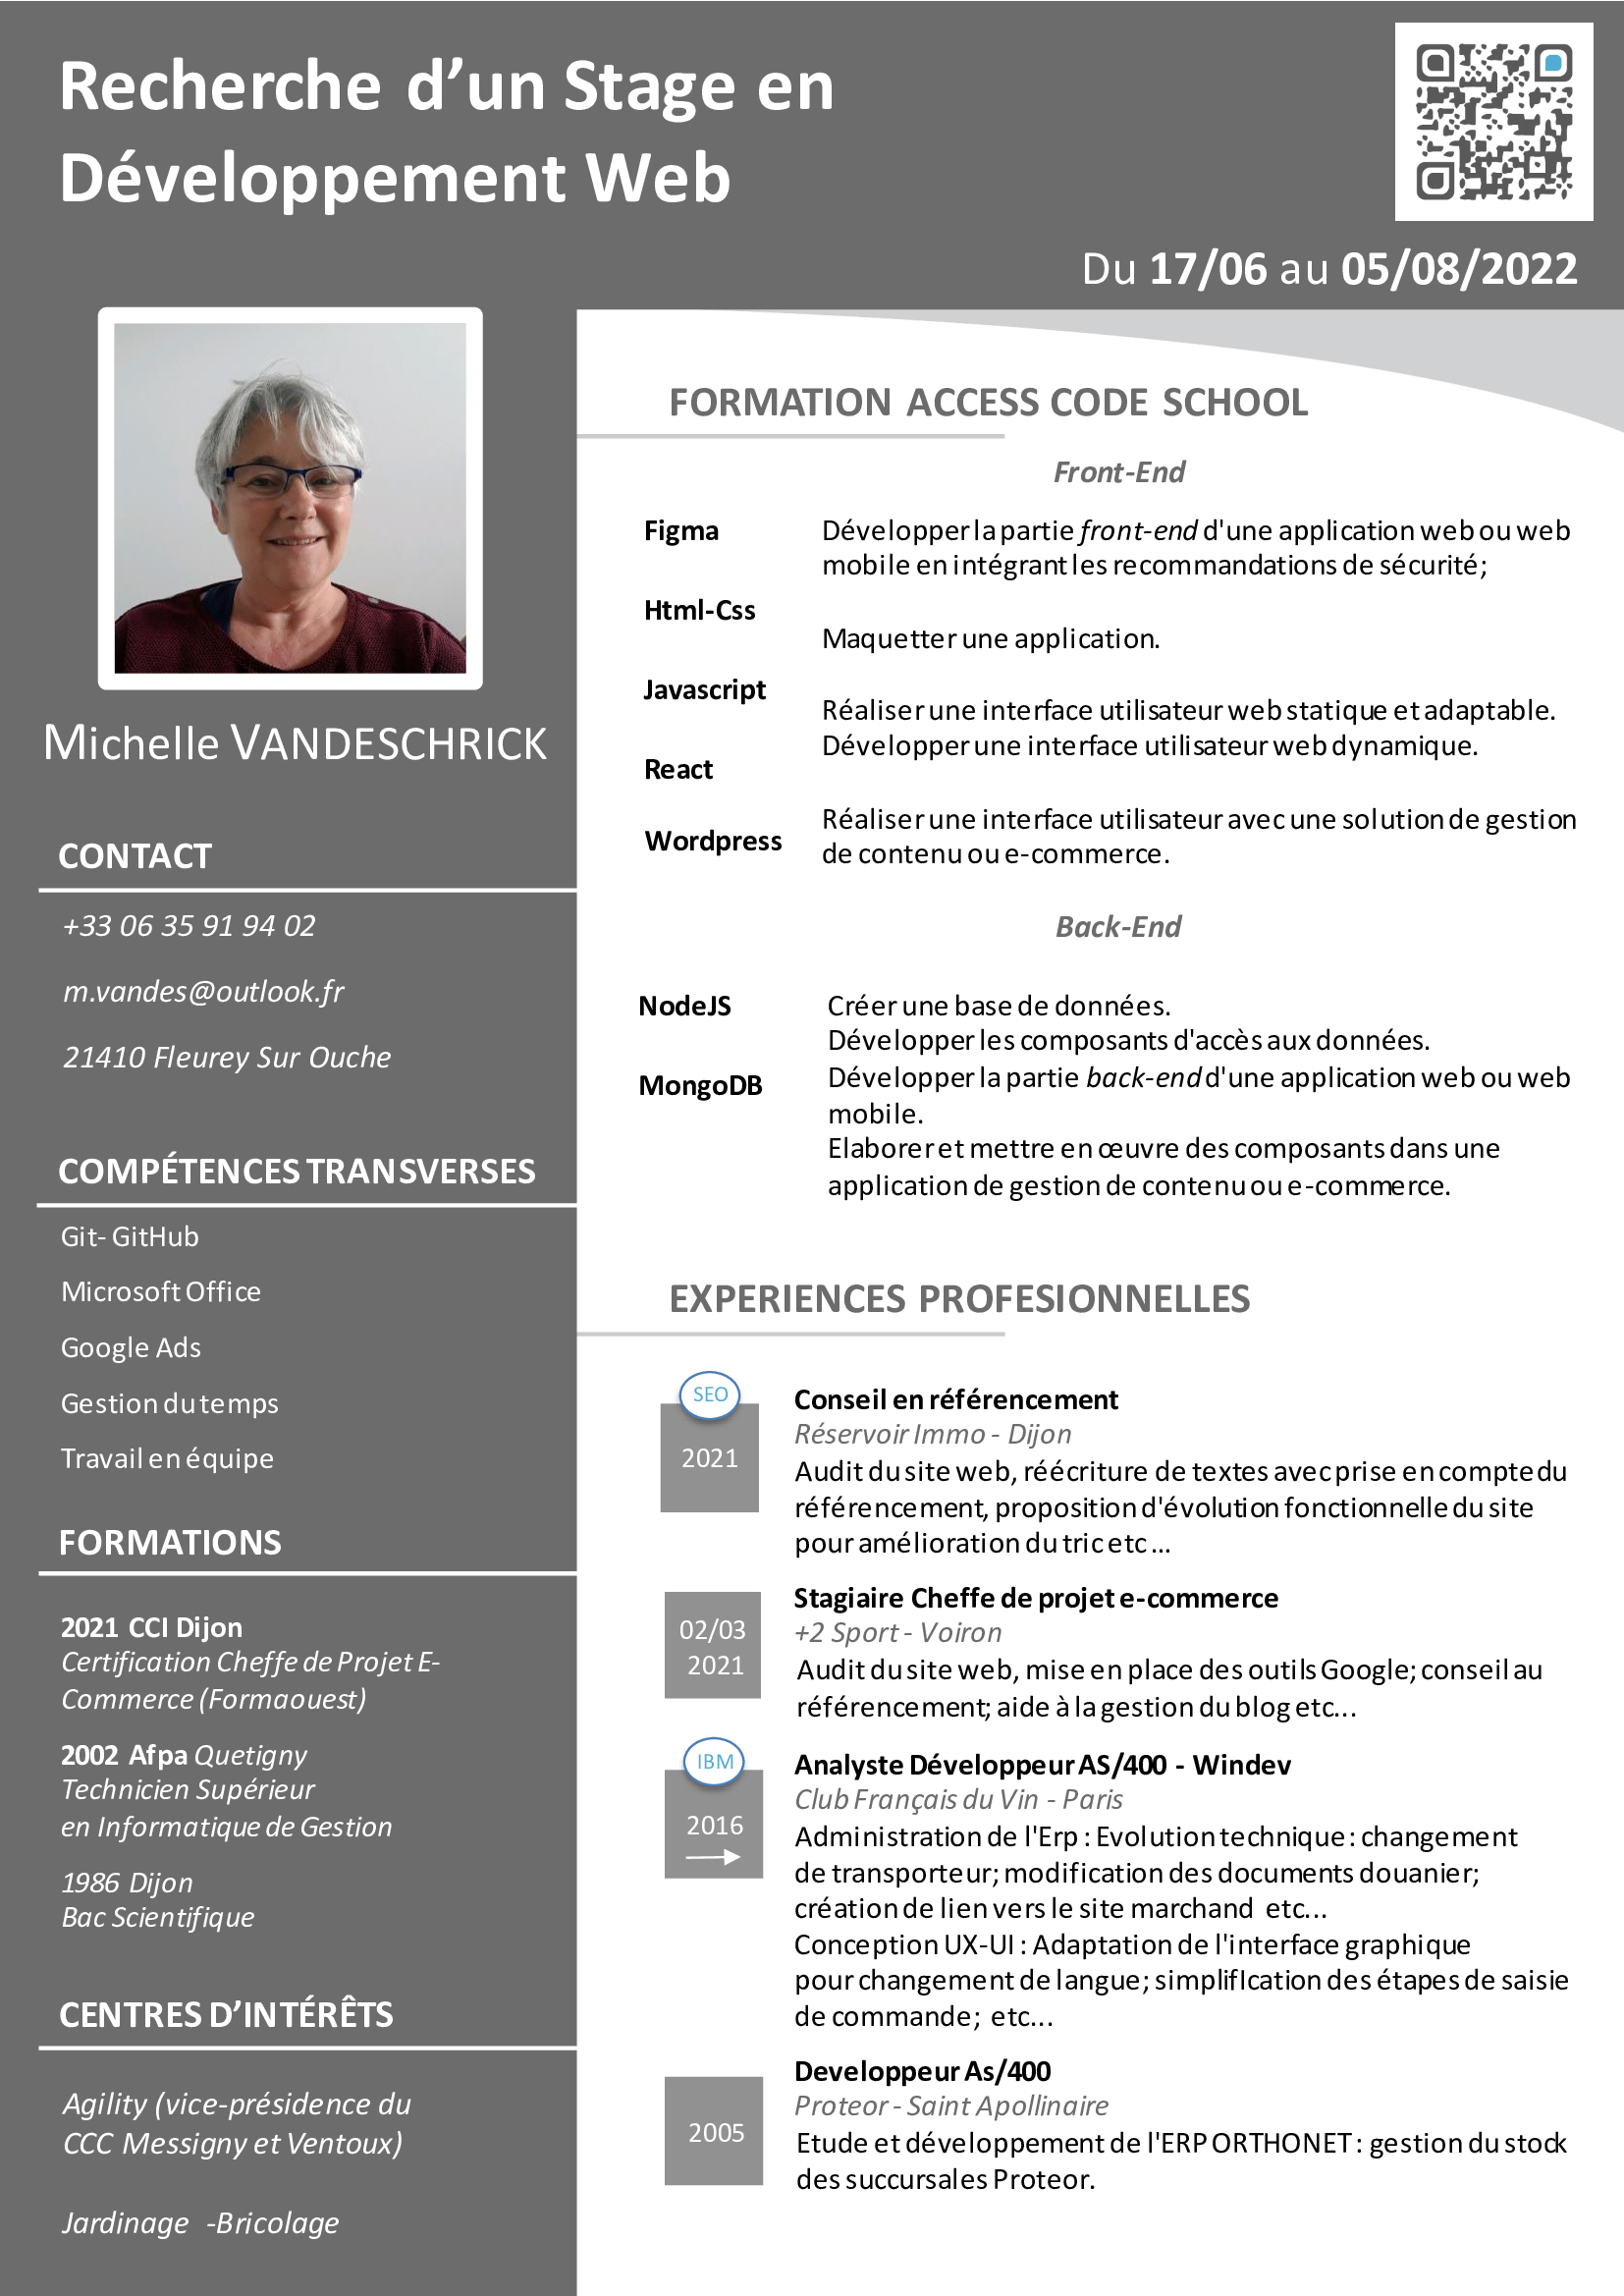 Recherche d’un Stage en
Développement Web
Du 17/06 au 05/08/2022
Michelle VANDESCHRICK
CONTACT
+33 06 35 91 94 02
m.vandes@outlook.fr
21410 Fleurey Sur Ouche
COMPÉTENCES TRANSVERSES
Git- GitHub
Microsoft Office
Google Ads
Gestion du temps
Travail en équipe
FORMATIONS
2021 CCI Dijon
Certification Cheffe de Projet E-
Commerce (Formaouest)
2002 Afpa Quetigny
Technicien Supérieur
en Informatique de Gestion
1986 Dijon
Bac Scientifique
CENTRES D’INTÉRÊTS
Agility (vice-présidence du
CCC Messigny et Ventoux)
Jardinage -Bricolage
FORMATION ACCESS CODE SCHOOL
Front-End
Figma
Html-Css
Javascript
React
Wordpress
Développer la partie front-end d'une application web ou web
mobile en intégrant les recommandations de sécurité;
Maquetter une application.
Réaliser une interface utilisateur web statique et adaptable.
Développer une interface utilisateur web dynamique.
Réaliser une interface utilisateur avec une solution de gestion
de contenu ou e-commerce.
Back-End
NodeJS
MongoDB
Créer une base de données.
Développer les composants d'accès aux données.
Développer la partie back-end d'une application web ou web
mobile.
Elaborer et mettre en œuvre des composants dans une
application de gestion de contenu ou e-commerce.
EXPERIENCES PROFESIONNELLES
SEO
2021
Conseil en référencement
Réservoir Immo - Dijon
Audit du site web, réécriture de textes avec prise en compte du
référencement, proposition d'évolution fonctionnelle du site
pour amélioration du tric etc ...
02/03
2021
Stagiaire Cheffe de projet e-commerce
+2 Sport - Voiron
Audit du site web, mise en place des outils Google; conseil au
référencement; aide à la gestion du blog etc...
IBM
2016
Analyste Développeur AS/400 - Windev
Club Français du Vin - Paris
Administration de l'Erp : Evolution technique : changement
de transporteur; modification des documents douanier;
création de lien vers le site marchand etc...
Conception UX-UI : Adaptation de l'interface graphique
pour changement de langue; simplifIcation des étapes de saisie
de commande; etc...
2005
Developpeur As/400
Proteor - Saint Apollinaire
Etude et développement de l'ERP ORTHONET : gestion du stock
des succursales Proteor.